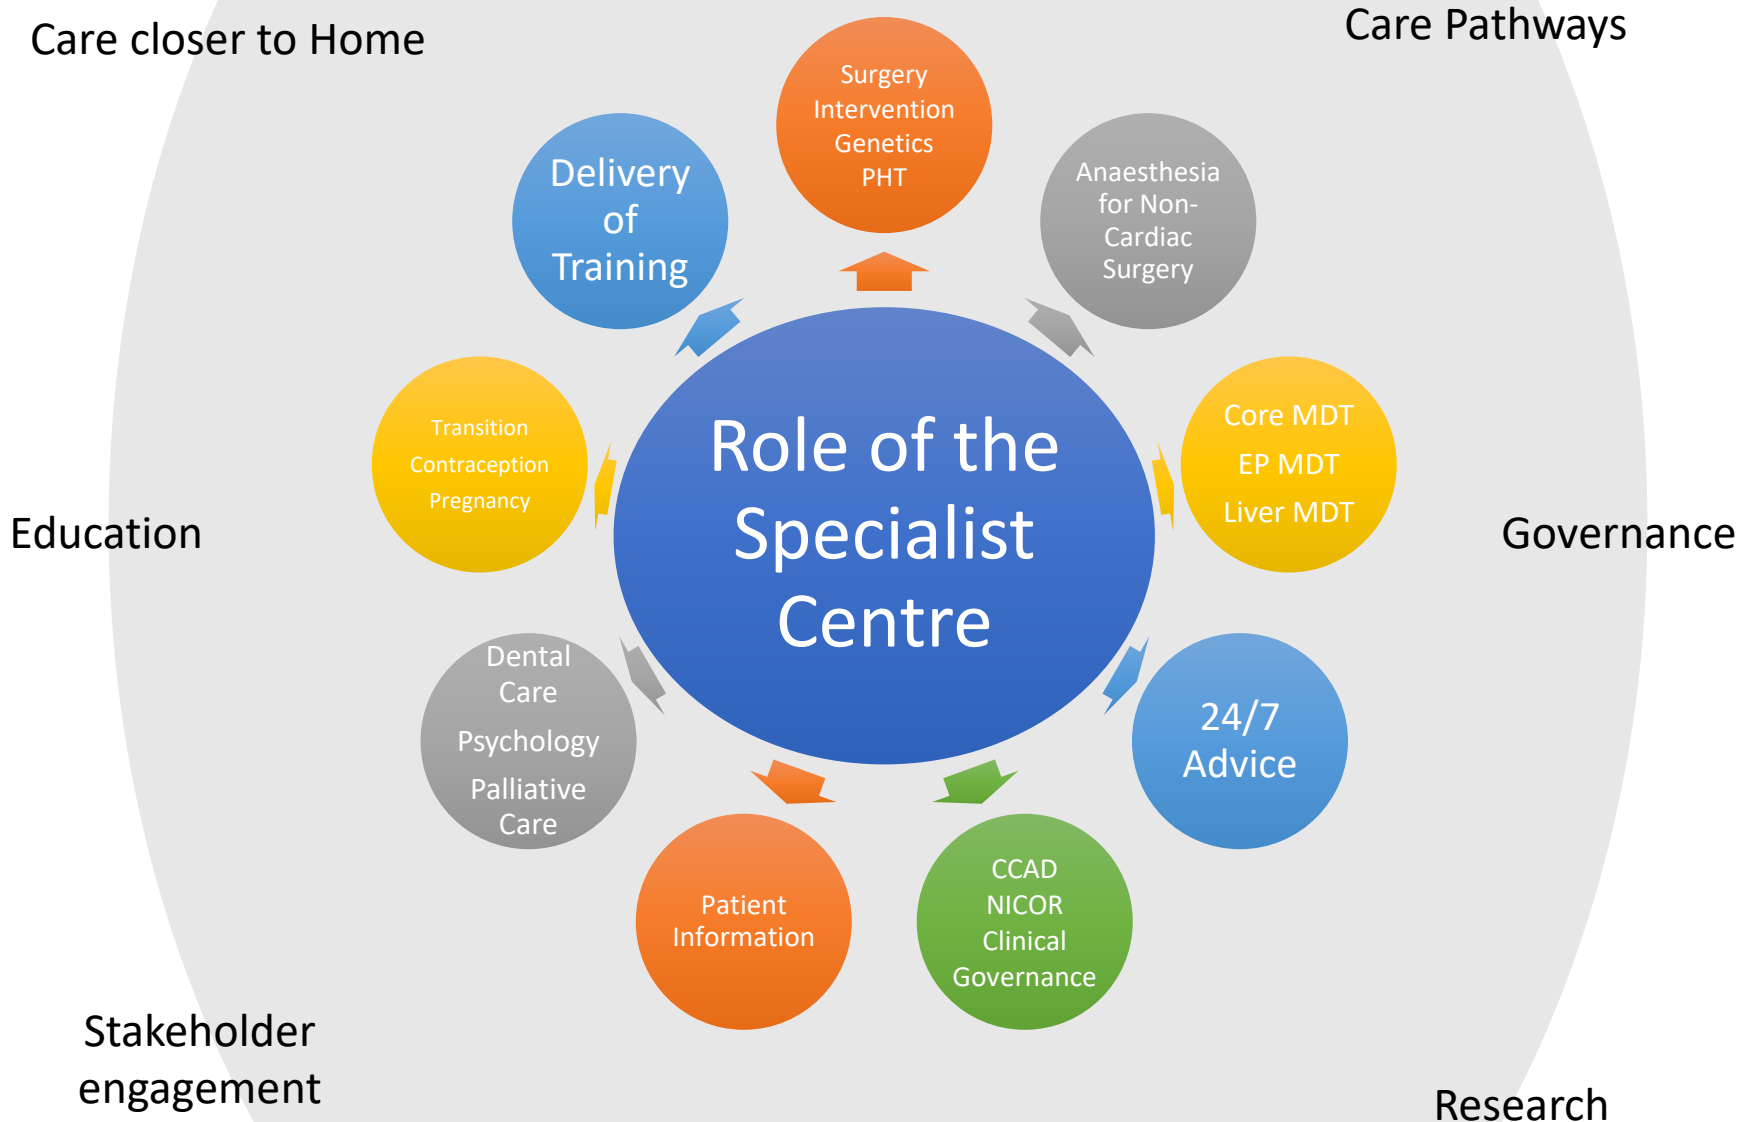 Care closer to Home
Care Pathways
Surgery
Intervention
Genetics
PHT
Delivery
of
Training
Anaesthesia
for Non-
Cardiac
Surgery
Transition
Contraception
Pregnancy
Role of the
Specialist
Centre
Core MDT
EP MDT
Liver MDT
Education
Governance
Dental
Care
Psychology
Palliative
Care
24/7
Advice
Patient
Information
CCAD
NICOR
Clinical
Governance
Stakeholder
engagement
Research